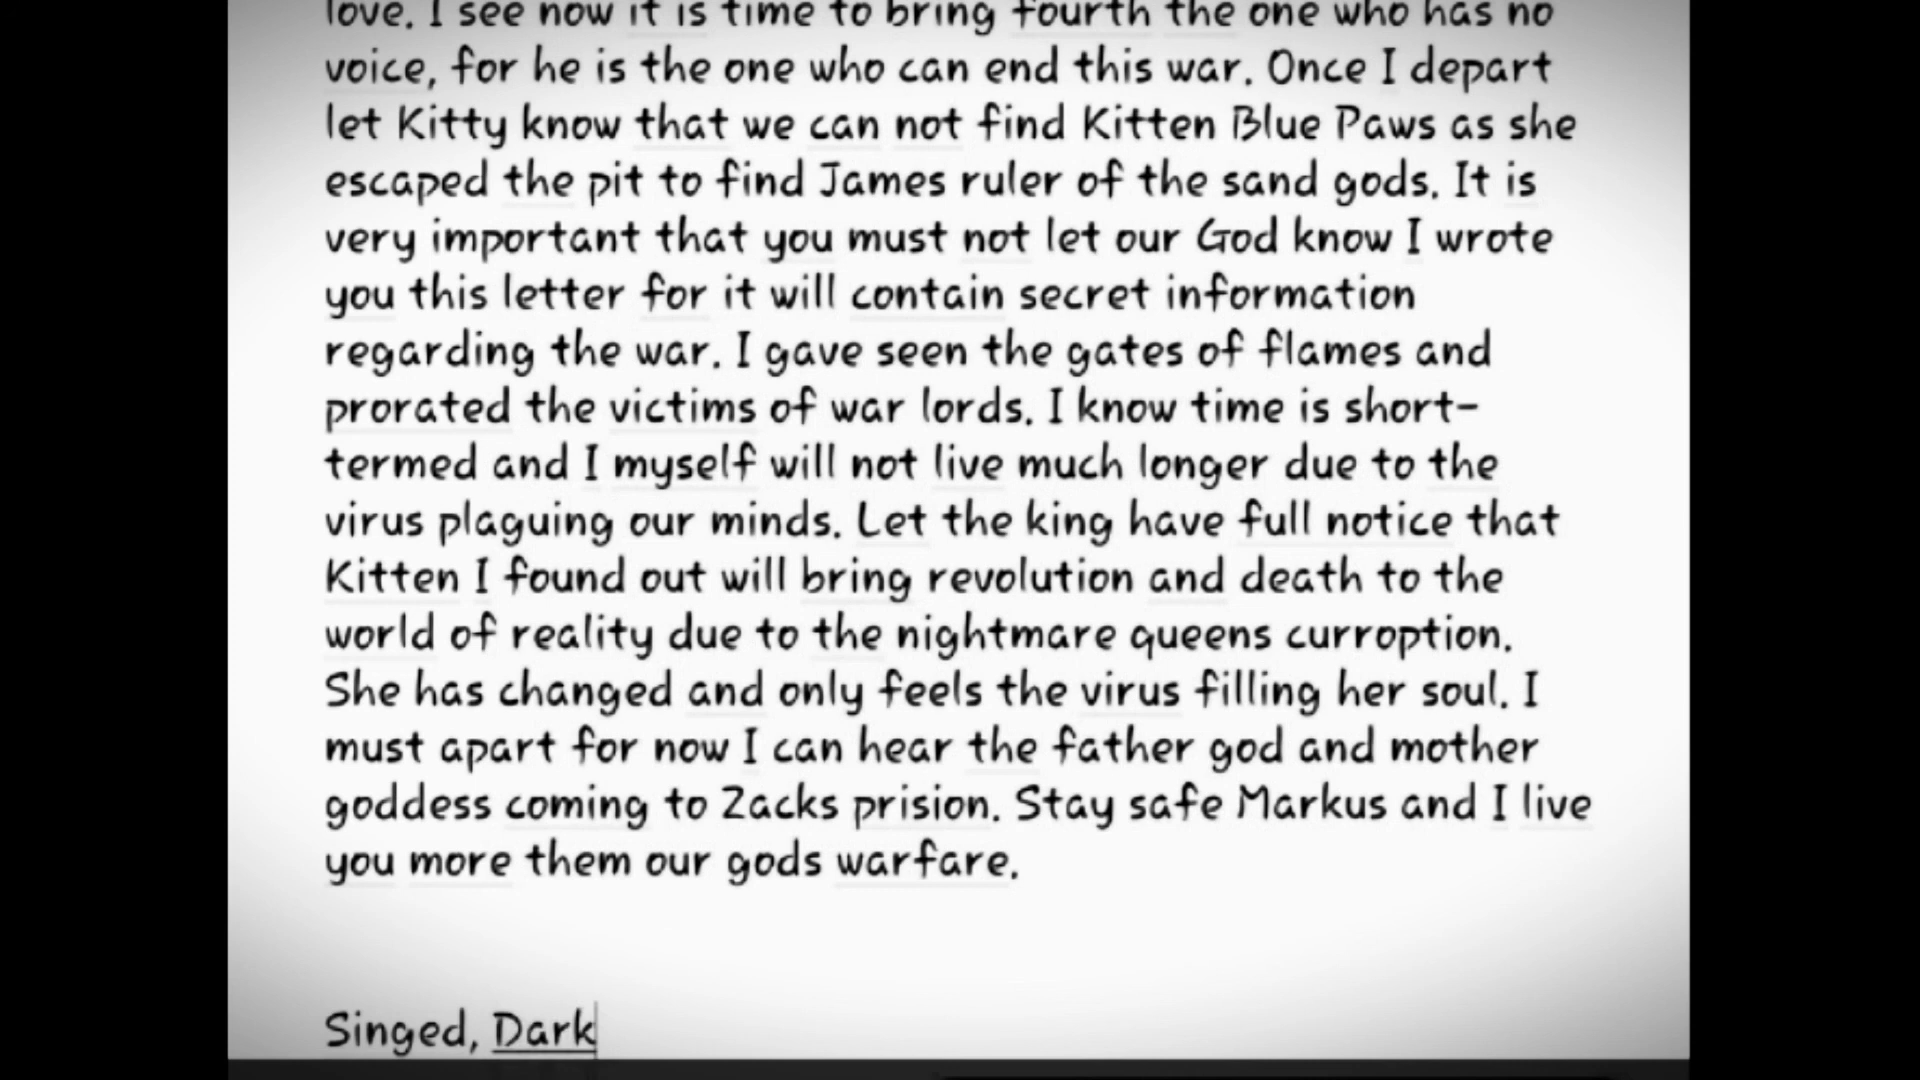 love. I see now it is time to bring fourth the one who has no
voice, for he is the one who can end this war. Once I depart
let Kitty know that we can not find Kitten Blue Paws as she
escaped the pit to find James ruler of the sand gods. It is
very important that you must not let our God know I wrote
you this letter for it will contain secret information
regarding the war. I gave seen the gates of flames and
prorated the victims of war lords. I know time is short-
termed and I myself will not live much longer due to the
virus plaguing our minds. Let the king have full notice that
Kitten I found out will bring revolution and death to the
world of reality due to the nightmare queens curroption.
She has changed and only feels the virus filling her soul. I
must apart for now I can hear the father god and mother
goddess coming to Zacks prision. Stay safe Markus and I live
you more them our gods warfare.
Singed, Dark